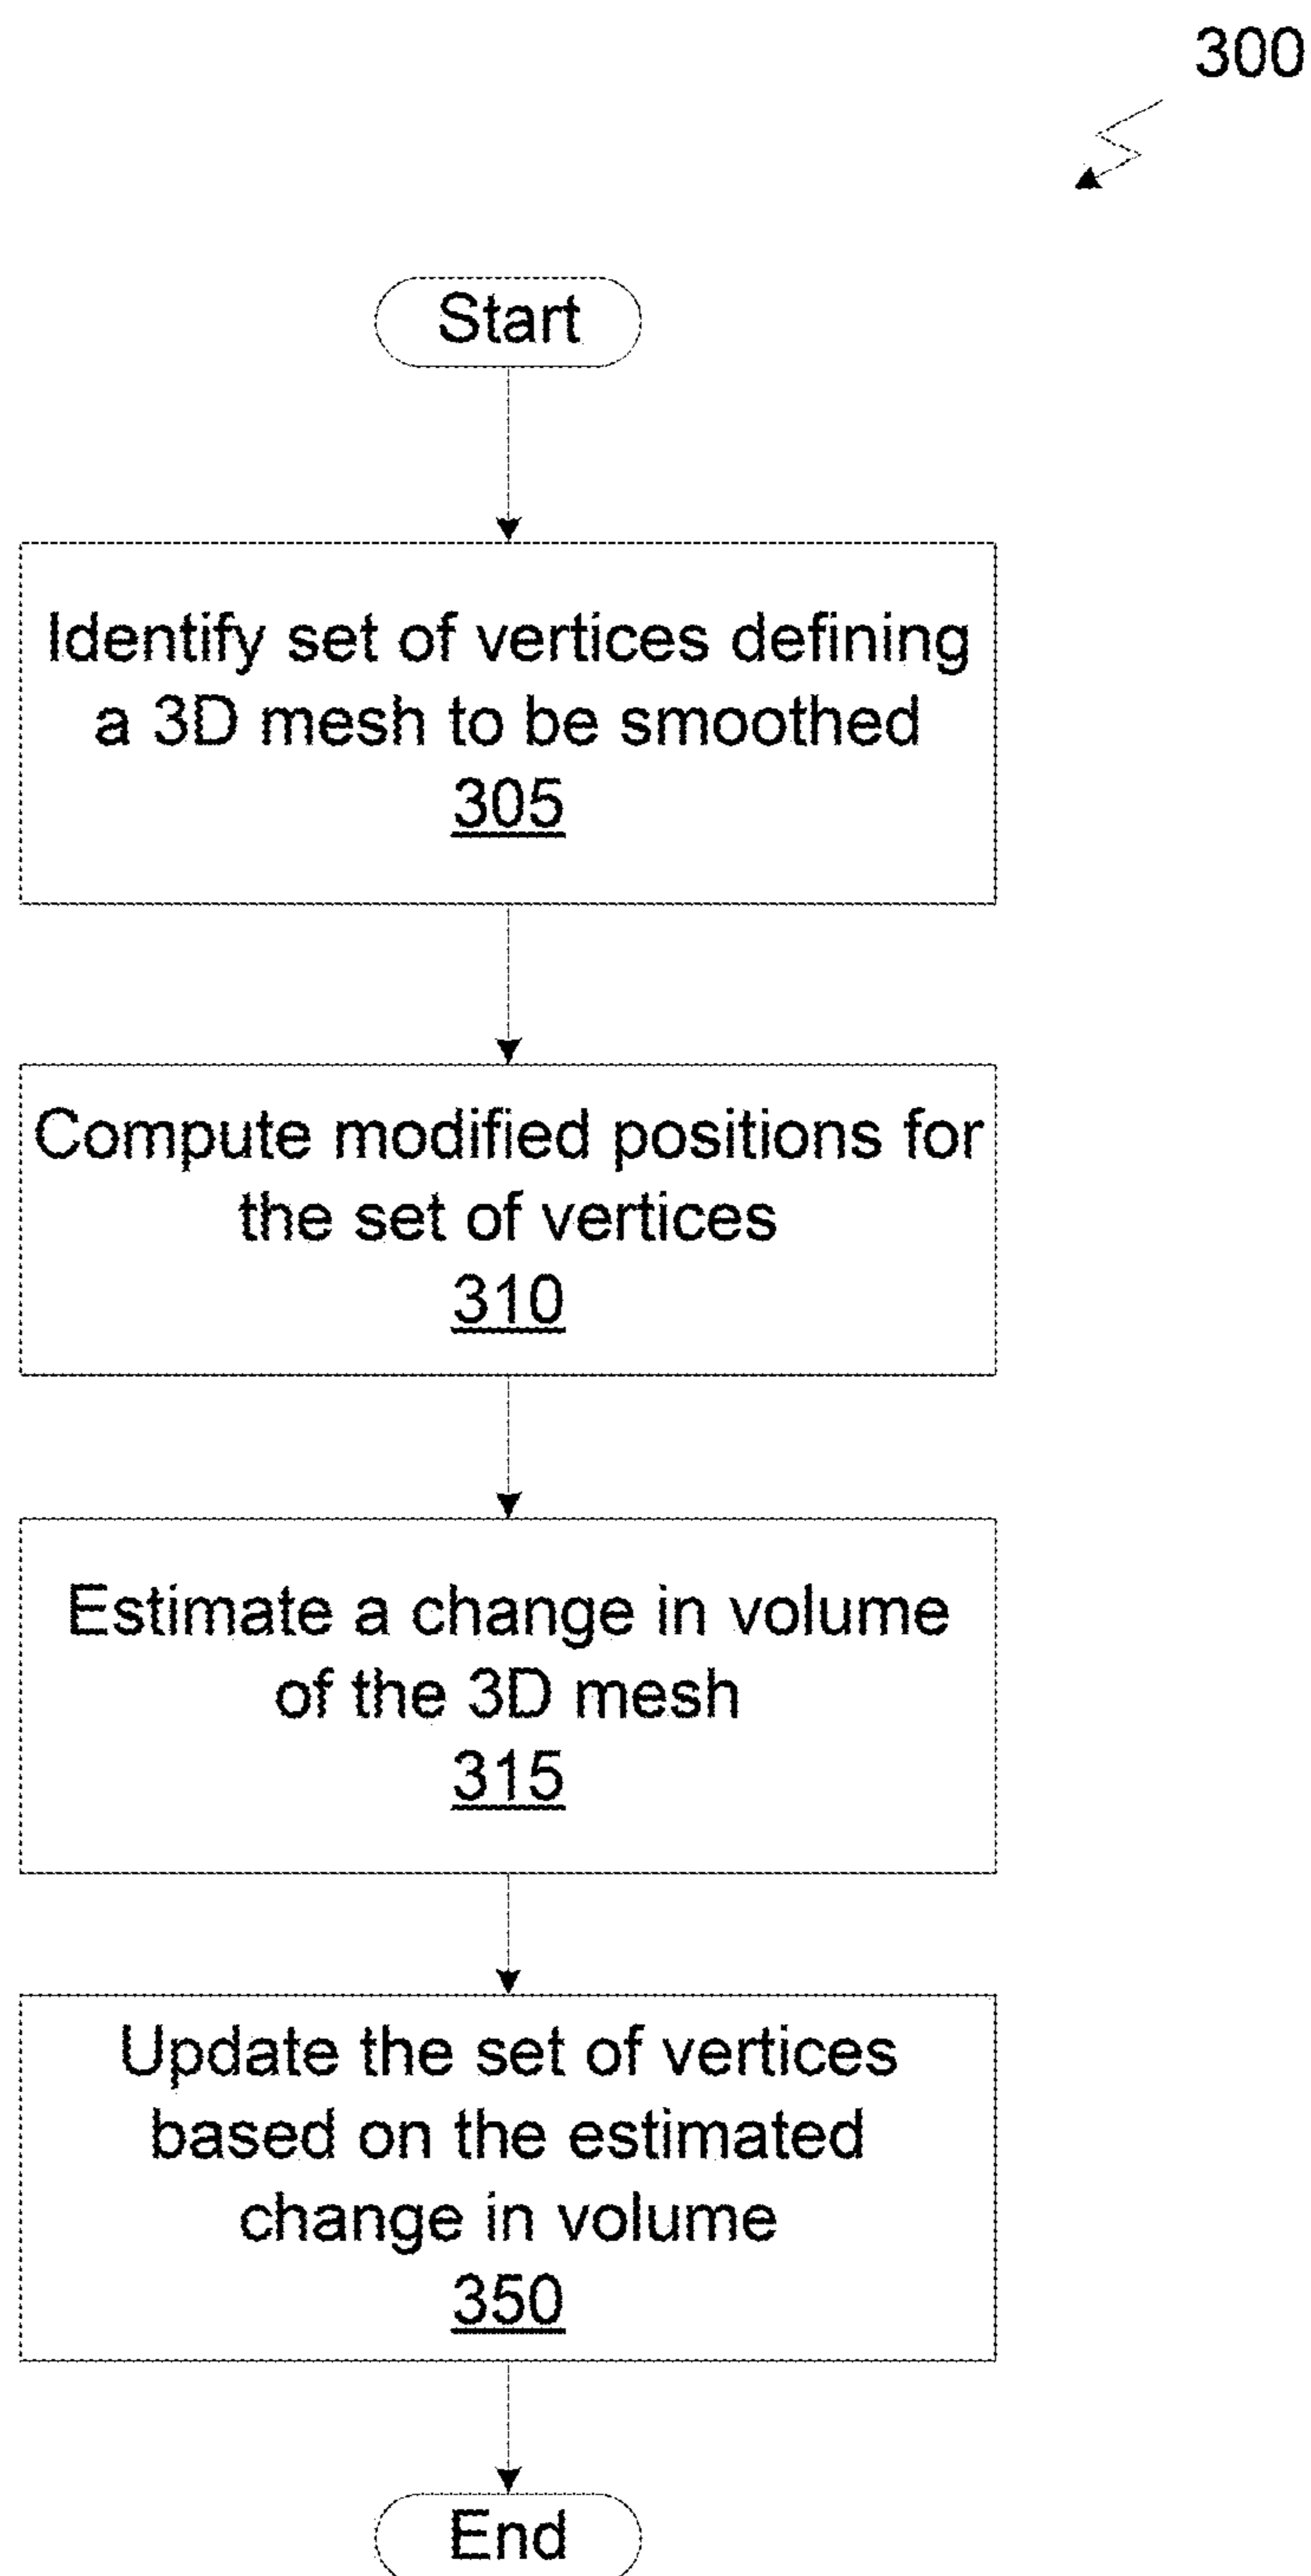 300
Start
Identify set of vertices defining
a 3D mesh to be smoothed
305
Compute modified positions for
the set of vertices
310
Estimate a change in volume
of the 3D mesh
315
Update the set of vertices
based on the estimated
change in volume
350
End